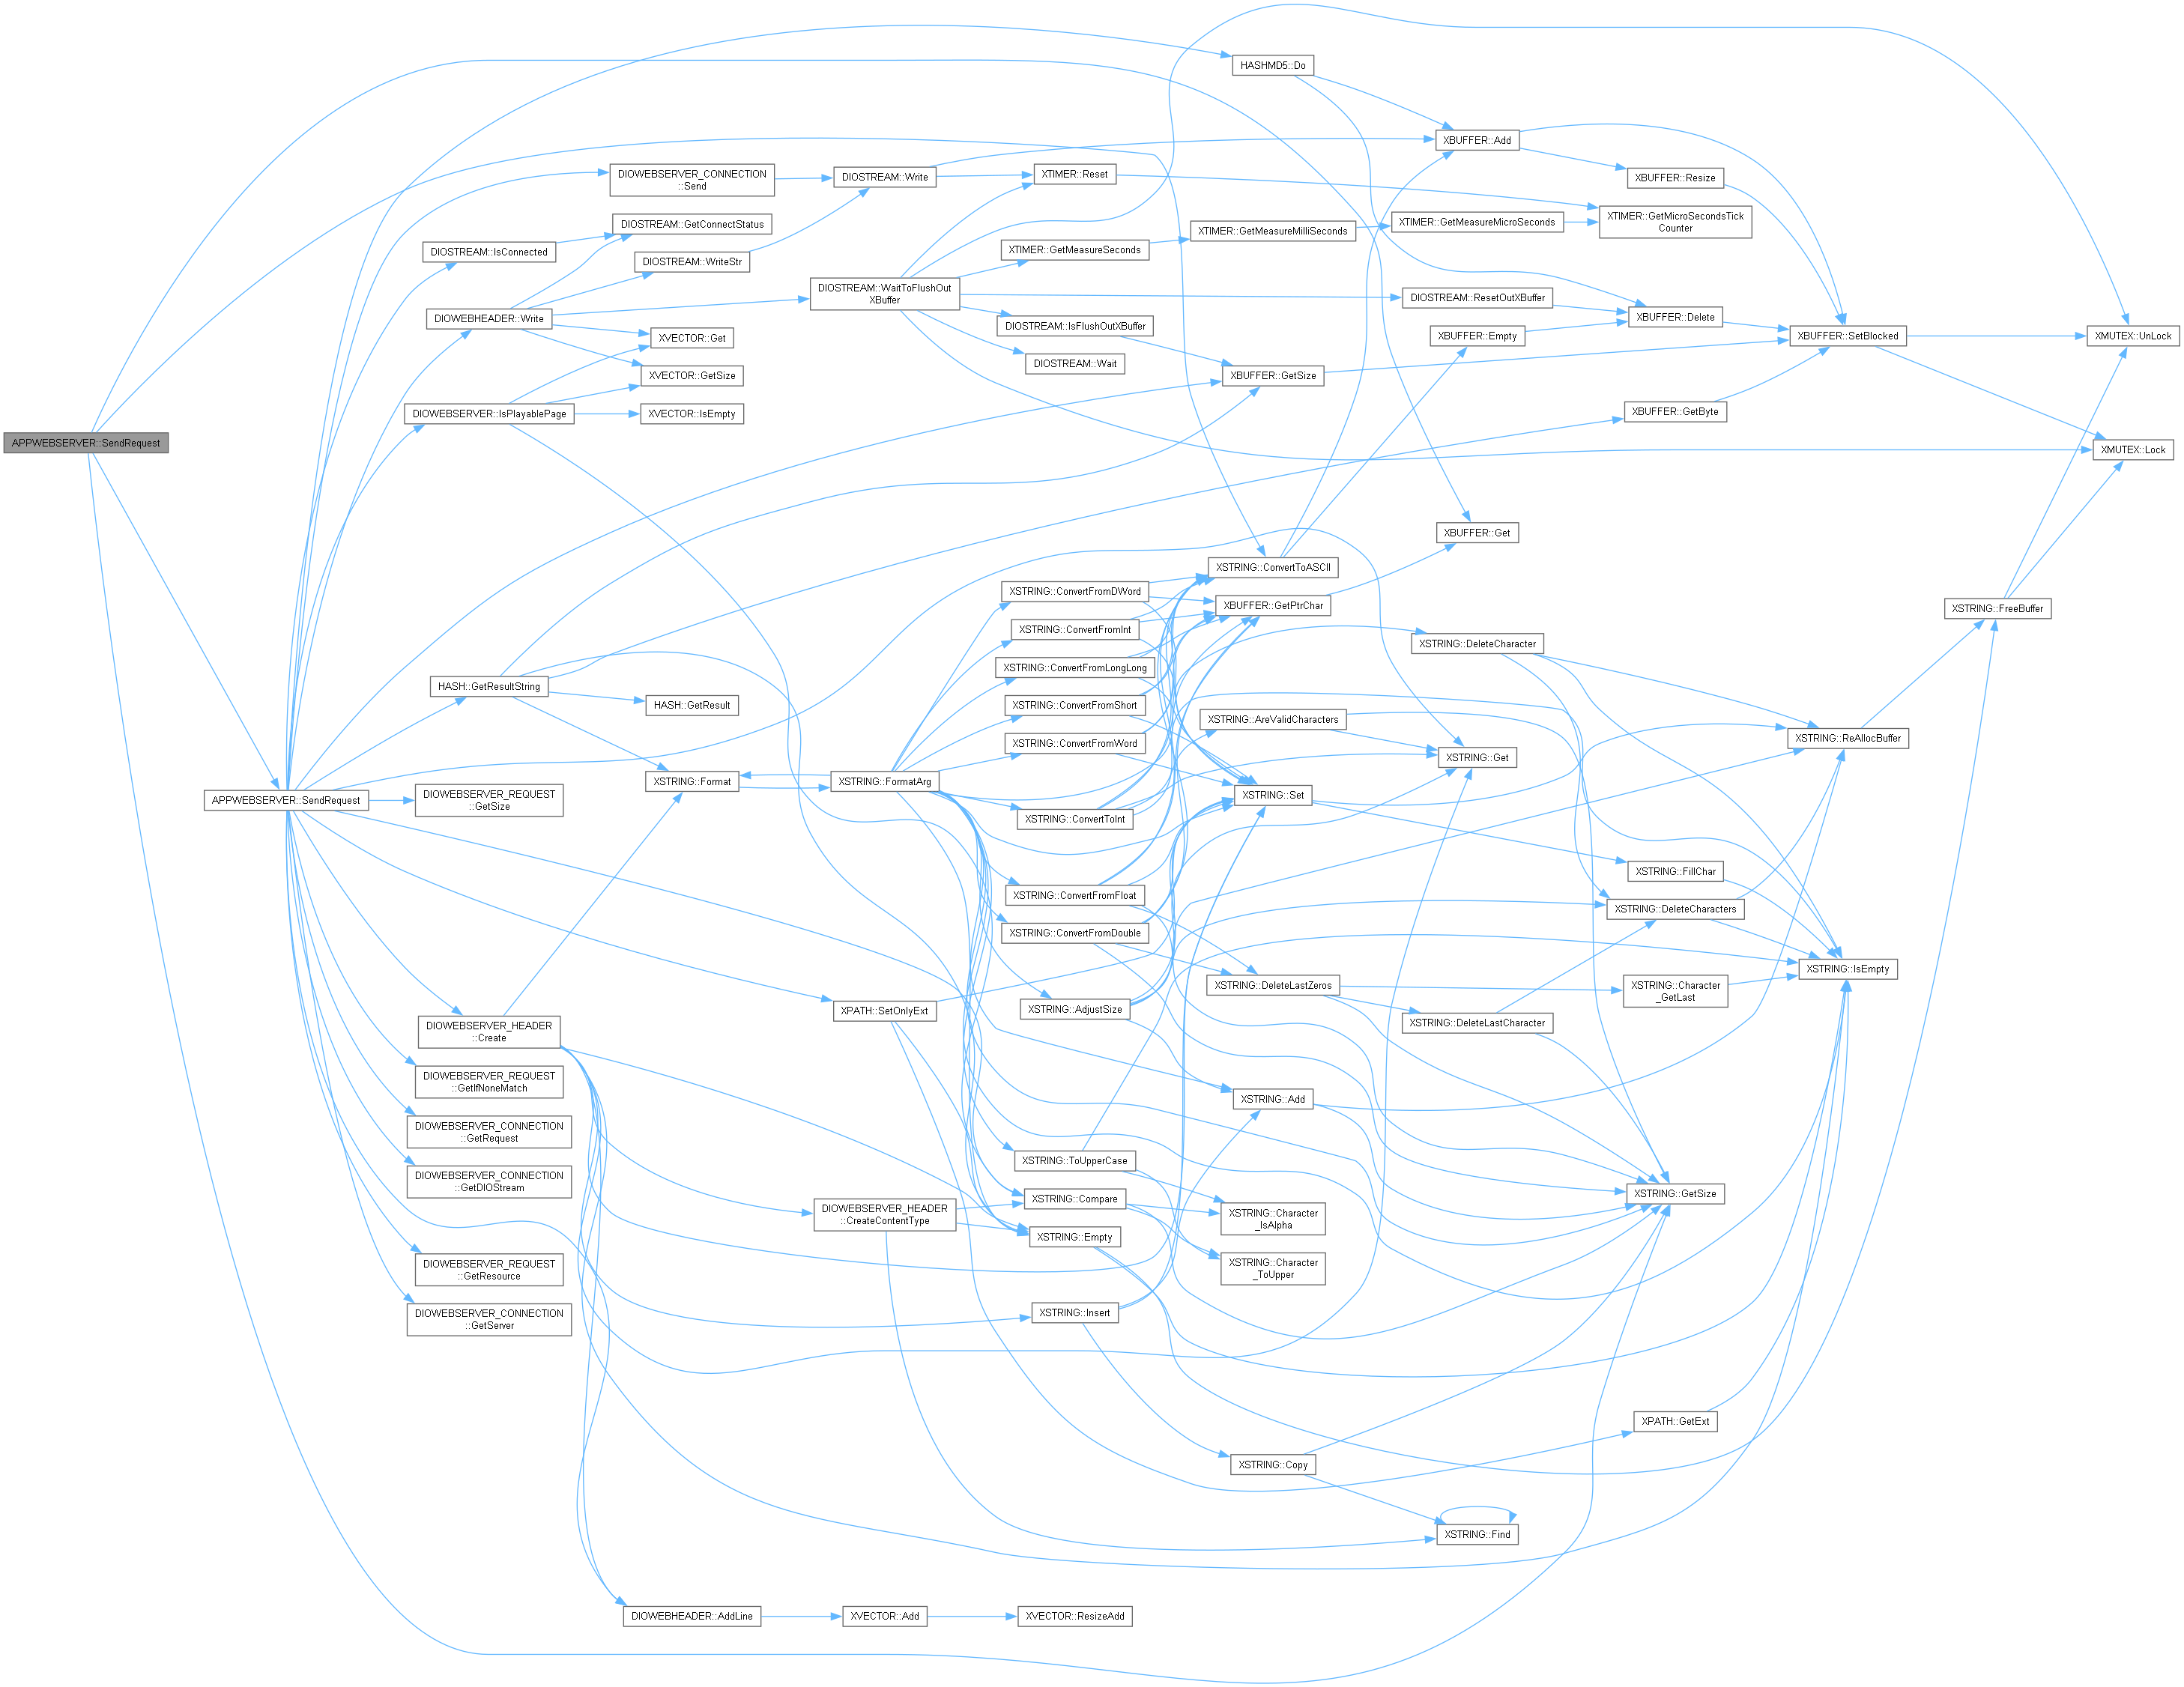 APPWEBSERVER::SendRequest
APPWEBSERVER::SendRequest
DIOWEBSERVER_CONNECTION
::Send
DIOSTREAM::IsConnected
DIOSTREAM::GetConnectStatus
DIOSTREAM::WriteStr
DIOWEBHEADER::Write
XVECTOR::Get
XVECTOR::GetSize
DIOWEBSERVER::IsPlayablePage
XVECTOR::IsEmpty
HASH::GetResultString
HASH::GetResult
XSTRING::Format
DIOWEBSERVER_REQUEST
::GetSize
DIOWEBSERVER_HEADER
::Create
DIOWEBSERVER_REQUEST
::GetIfNoneMatch
DIOWEBSERVER_CONNECTION
::GetRequest
DIOWEBSERVER_CONNECTION
::GetDIOStream
DIOWEBSERVER_REQUEST
::GetResource
DIOWEBSERVER_CONNECTION
::GetServer
DIOWEBHEADER::AddLine
XVECTOR::Add
XVECTOR::ResizeAdd
DIOSTREAM::Write
DIOSTREAM::WaitToFlushOut
XBuffer
XSTRING::FormatArg
XPATH::SetOnlyExt
DIOWEBSERVER_HEADER
::CreateContentType
XTIMER::Reset
XTIMER::GetMeasureSeconds
DIOSTREAM::IsFlushOutXBuffer
DIOSTREAM::Wait
XSTRING::ConvertFromDWord
XSTRING::ConvertFromInt
XSTRING::ConvertFromLongLong
XSTRING::ConvertFromShort
XSTRING::ConvertFromWord
XSTRING::ConvertToInt
XSTRING::ConvertFromFloat
XSTRING::ConvertFromDouble
XSTRING::AdjustSize
XSTRING::ToUpperCase
XSTRING::Compare
XSTRING::Empty
XSTRING::Insert
HASHMD5::Do
XTIMER::GetMeasureMilliSeconds
XBUFFER::GetSize
XSTRING::ConvertToASCII
XBUFFER::GetPtrChar
XSTRING::AreValidCharacters
XSTRING::Set
XSTRING::DeleteLastZeros
XSTRING::Add
XSTRING::Character
_IsAlpha
XSTRING::Character
_ToUpper
XSTRING::Copy
XBUFFER::Add
XTIMER::GetMeasureMicroSeconds
DIOSTREAM::ResetOutXBuffer
XBUFFER::Empty
XBUFFER::Get
XSTRING::DeleteCharacter
XSTRING::Get
XSTRING::DeleteLastCharacter
XSTRING::Find
XBUFFER::Resize
XTIMER::GetMicroSecondsTick
Counter
XBUFFER::Delete
XBUFFER::GetByte
XSTRING::FillChar
XSTRING::DeleteCharacters
XSTRING::Character
_GetLast
XSTRING::GetSize
XPATH::GetExt
XBUFFER::SetBlocked
XSTRING::ReAllocBuffer
XSTRING::IsEmpty
XSTRING::FreeBuffer
XMUTEX::UnLock
XMUTEX::Lock